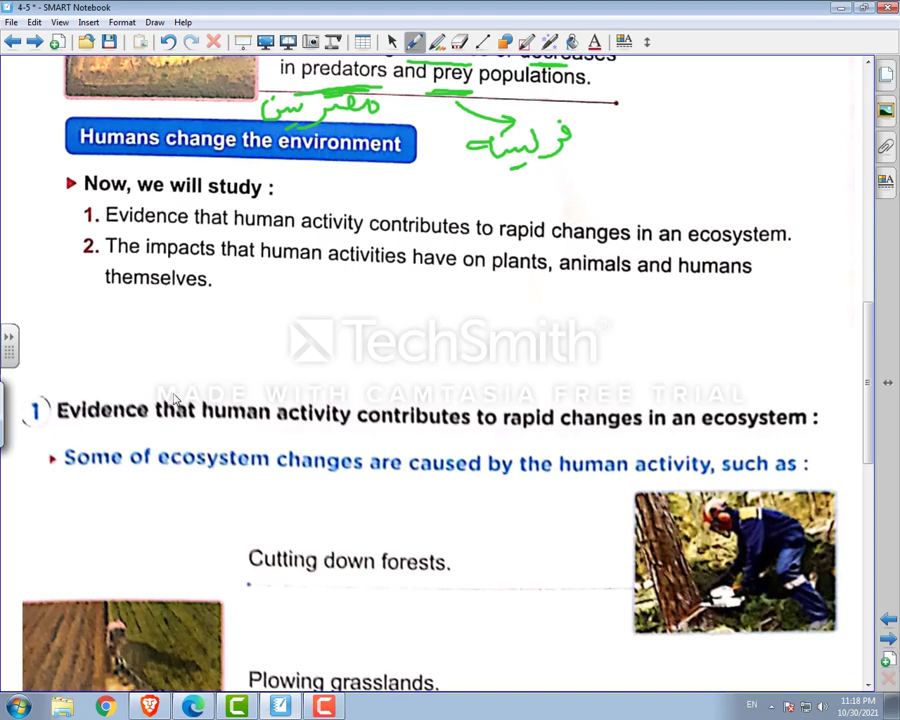 4-5 * - SMART Notebook
File Edit View Insert Format Draw Help
decreases
in predators and prey populations.
مفترسين
فريسة
Humans change the environment
Now, we will study :
1. Evidence that human activity contributes to rapid changes in an ecosystem.
2. The impacts that human activities have on plants, animals and humans
themselves.
TechSmith®
MADE WITH CAMTASIA FREE TRIAL
1 Evidence that human activity contributes to rapid changes in an ecosystem :
Some of ecosystem changes are caused by the human activity, such as :
Cutting down forests.
Plowing grasslands.
EN
11:18 PM
10/30/2021